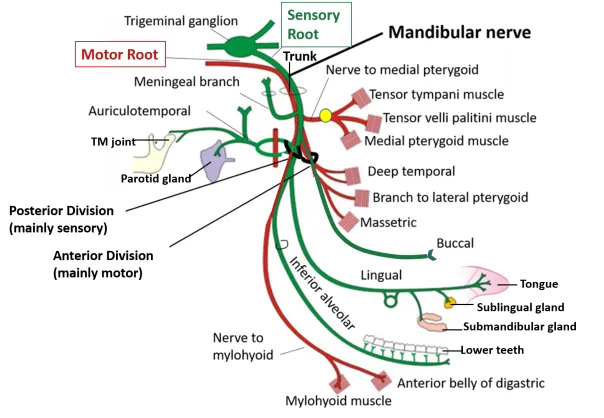 Trigeminal ganglion
Sensory
Root
Mandibular nerve
Motor Root
Trunk
Nerve to medial pterygoid
Meningeal branch
Tensor tympani muscle
Auriculotemporal
Tensor velli palitini muscle
Medial pterygoid muscle
TM joint
Deep temporal
Parotid gland
Branch to lateral pterygoid
Posterior Division
(mainly sensory)
Massetric
Anterior Division
(mainly motor)
Buccal
Lingual
Tongue
Inferior alveolar
Sublingual gland
Submandibular gland
Nerve to
mylohyoid
Lower teeth
Anterior belly of digastric
Mylohyoid muscle